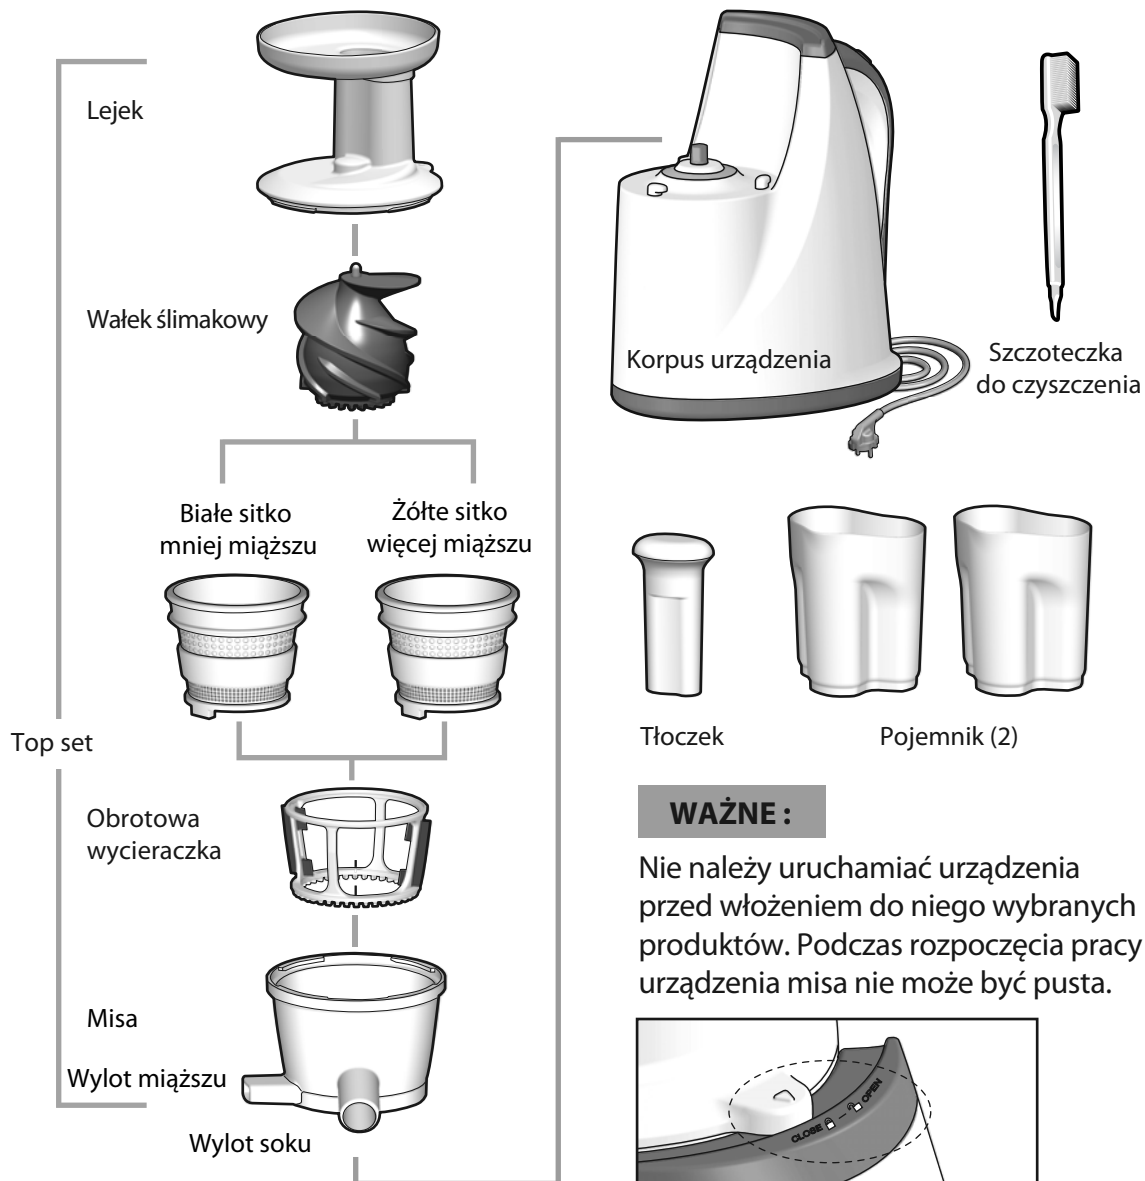 Lejek
Wałek ślimakowy
Białe sitko
mniej miąższu
Żółte sitko
więcej miąższu
Top set
Obrotowa
wycieraczka
Misa
Wylot miąższu
Wylot soku
Korpus urządzenia
Szczoteczka
do czyszczenia
Tłoczek
Pojemnik (2)
WAŻNE :
Nie należy uruchamiać urządzenia
przed włożeniem do niego wybranych
produktów. Podczas rozpoczęcia pracy
urządzenia misa nie może być pusta.
CLOSE OPEN